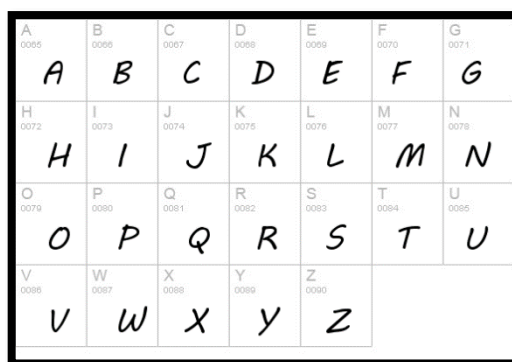 A B C D E F G
0065 0066 0067 0068 0069 0070 0071
A B C D E F G
H I J K L M N
0072 0073 0074 0075 0076 0077 0078
H I J K L M N
O P Q R S T U
0079 0080 0081 0082 0083 0084 0085
O P Q R S T U
V W X Y Z
0086 0087 0088 0089 0090
V W X Y Z